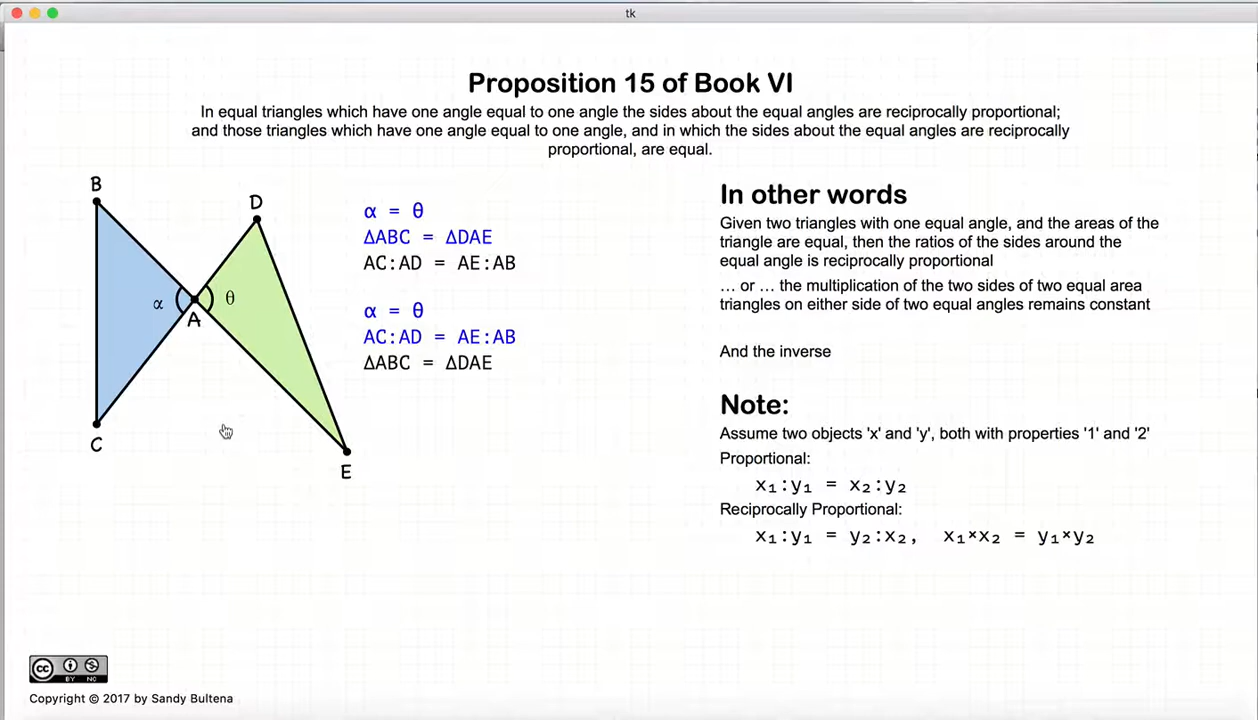 tk
Proposition 15 of Book VI
In equal triangles which have one angle equal to one angle the sides about the equal angles are reciprocally proportional;
and those triangles which have one angle equal to one angle, and in which the sides about the equal angles are reciprocally
proportional, are equal.
B
D
α
θ
A
C
E
α = θ
ΔABC = ΔDAE
AC:AD = AE:AB
α = θ
AC:AD = AE:AB
ΔABC = ΔDAE
In other words
Given two triangles with one equal angle, and the areas of the
triangle are equal, then the ratios of the sides around the
equal angle is reciprocally proportional
... or ... the multiplication of the two sides of two equal area
triangles on either side of two equal angles remains constant
And the inverse
Note:
Assume two objects 'x' and 'y', both with properties '1' and '2'
Proportional:
x₁:y₁ = x₂:y₂
Reciprocally Proportional:
x₁:y₁ = y₂:x₂, x₁×x₂ = y₁×y₂
cc
BY NC
Copyright © 2017 by Sandy Bultena